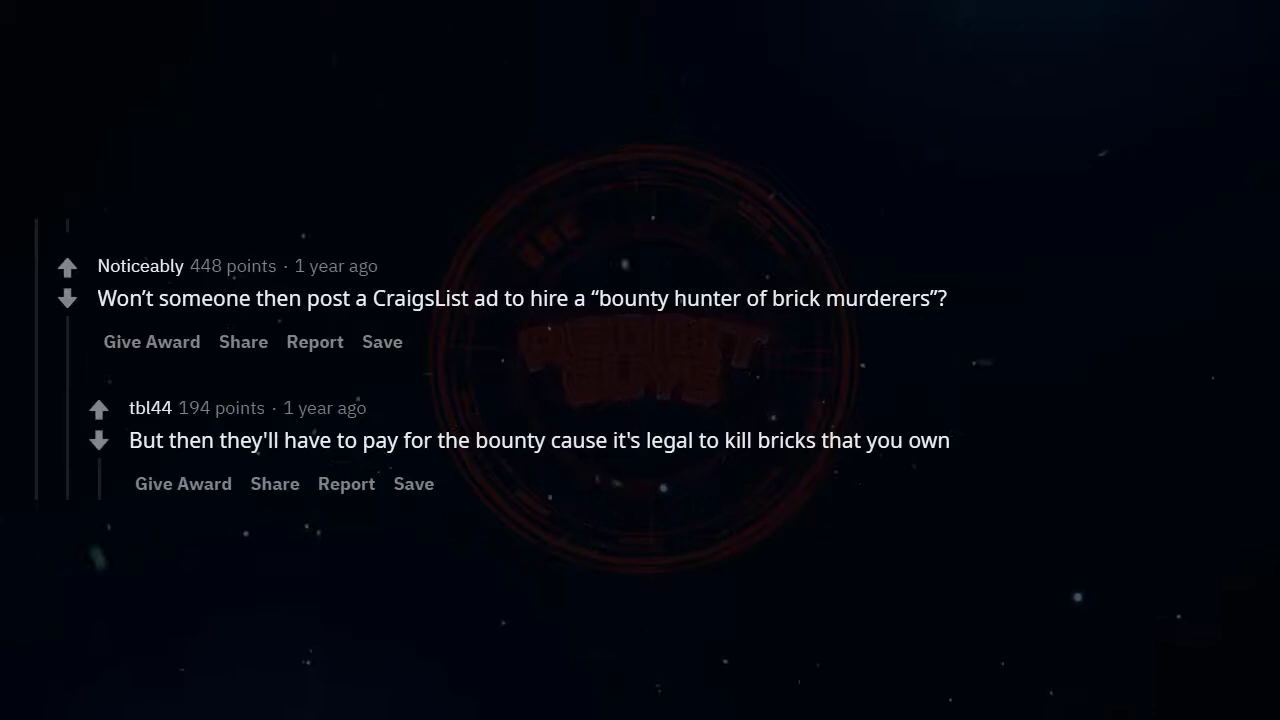 Noticeably 448 points · 1 year ago
Won’t someone then post a CraigsList ad to hire a “bounty hunter of brick murderers”?
Give Award Share Report Save
tbl44 194 points · 1 year ago
But then they'll have to pay for the bounty cause it's legal to kill bricks that you own
Give Award Share Report Save